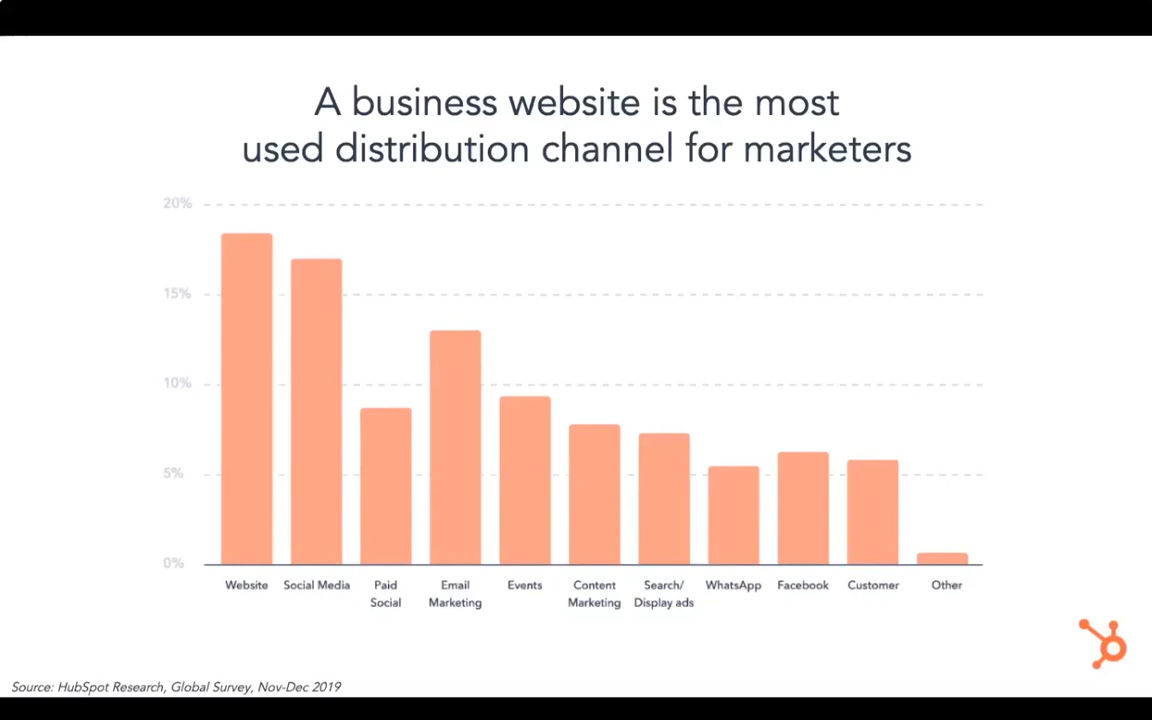 A business website is the most
used distribution channel for marketers
20%
15%
10%
5%
0%
Website Social Media Paid Social Email Marketing Events Content Marketing Search/ Display ads WhatsApp Facebook Customer Other
Source: HubSpot Research, Global Survey, Nov-Dec 2019